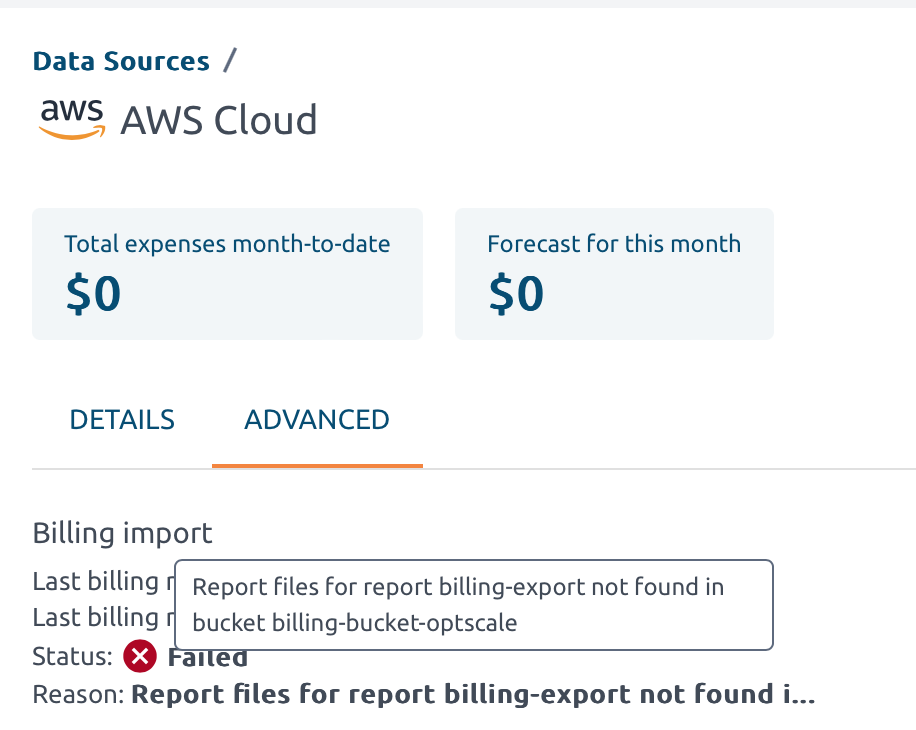 Data Sources /
aws AWS Cloud
Total expenses month-to-date
$0
Forecast for this month
$0
DETAILS
ADVANCED
Billing import
Last billing r
Report files for report billing-export not found in
Last billing r
bucket billing-bucket-optscale
Status: Failed
Reason: Report files for report billing-export not found i...